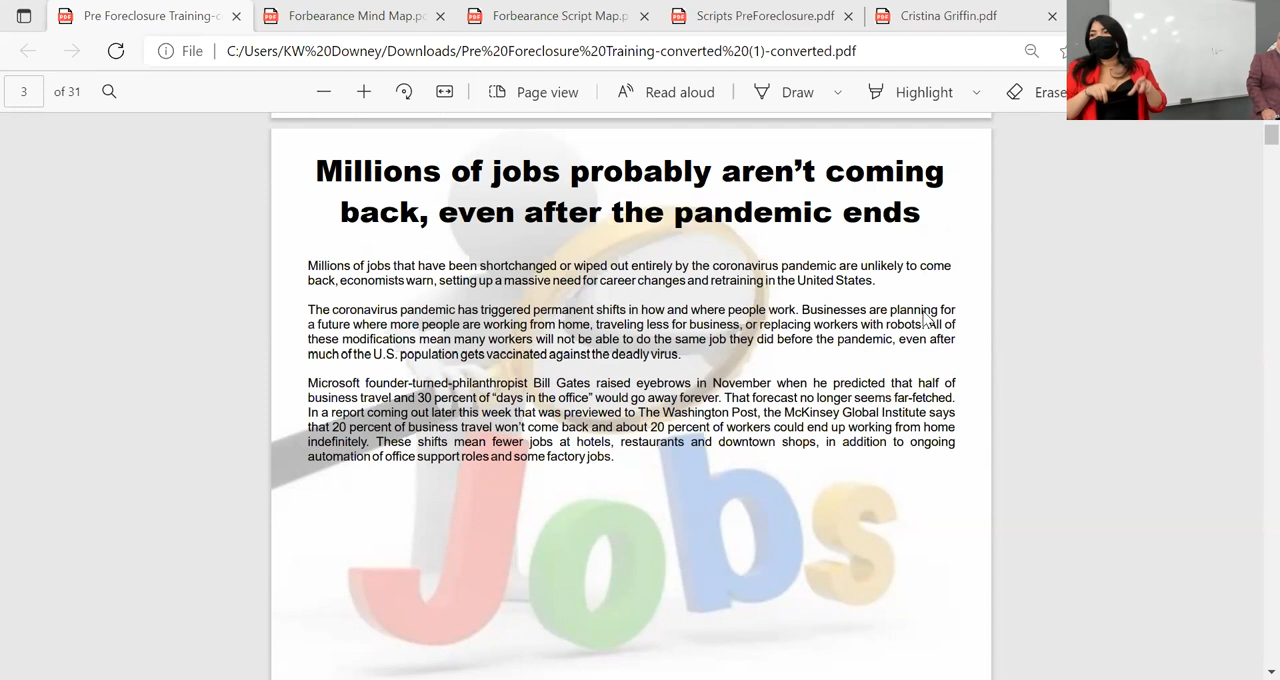 Pre Foreclosure Training-c
Forbearance Mind Map.pc
Forbearance Script Map.p
Scripts PreForeclosure.pdf
Cristina Griffin.pdf
File
C:/Users/KW%20Downey/Downloads/Pre%20Foreclosure%20Training-converted%20(1)-converted.pdf
3 of 31
Page view
Read aloud
Draw
Highlight
Erase
Millions of jobs probably aren’t coming
back, even after the pandemic ends
Millions of jobs that have been shortchanged or wiped out entirely by the coronavirus pandemic are unlikely to come
back, economists warn, setting up a massive need for career changes and retraining in the United States.
The coronavirus pandemic has triggered permanent shifts in how and where people work. Businesses are planning for
a future where more people are working from home, traveling less for business, or replacing workers with robots. All of
these modifications mean many workers will not be able to do the same job they did before the pandemic, even after
much of the U.S. population gets vaccinated against the deadly virus.
Microsoft founder-turned-philanthropist Bill Gates raised eyebrows in November when he predicted that half of
business travel and 30 percent of “days in the office” would go away forever. That forecast no longer seems far-fetched.
In a report coming out later this week that was previewed to The Washington Post, the McKinsey Global Institute says
that 20 percent of business travel won’t come back and about 20 percent of workers could end up working from home
indefinitely. These shifts mean fewer jobs at hotels, restaurants and downtown shops, in addition to ongoing
automation of office support roles and some factory jobs.
Jobs